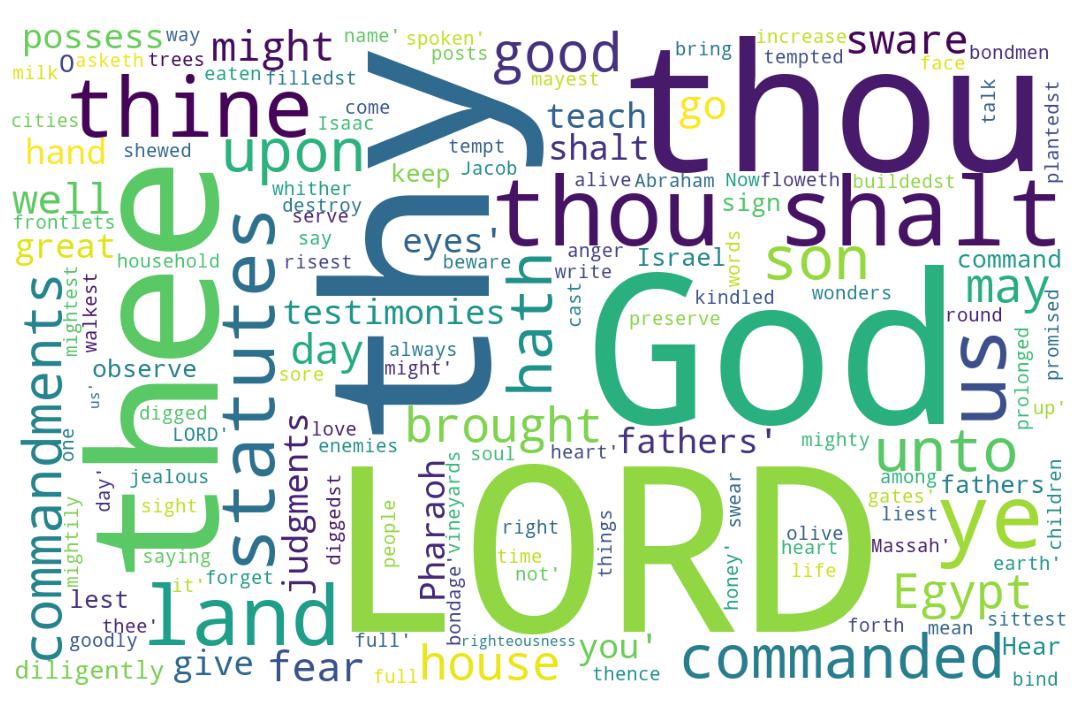 possess
way
might
name'
spoken'
posts
good
bring
increase
tempted
sware
face
bondmen
milk
O
asketh
trees
thine
eaten
filledst
come
Isaac
thy
mayest
teach
go
thou
talk
plantedst
cities
hand
shewed
upon
tempt
Jacob
keep
shalt
alive
Abraham
Now
floweth
buildedst
well
frontlets
great
thee
whither
destroy
serve
say
risest
household
statutes
eyes'
beware
thou
sign
shalt
anger
write
Israel
words
son
wonders
command
may
commandments
mightest
walkest
testimonies
hath
cast
kindled
preserve
God
round
us
prolonged
promised
observe
us'
one
day
sore
always
might'
digged
LORD'
love
enemies
brought
soul
heart'
fathers'
mighty
up'
unto
jealous
day'
sight
judgments
diggedst
people
Pharaoh
vineyards
LORD
right
time
not'
things
swear
honey'
olive
heart
life
among
gates'
fathers
liest
Massah'
ye
children
earth'
mightily
saying
it'
forget
lest
thee'
goodly
land
bondage'
Egypt
full'
righteousness
forth
mean
sittest
diligently
give
fear
full
house
you'
thence
commanded
Hear
bind